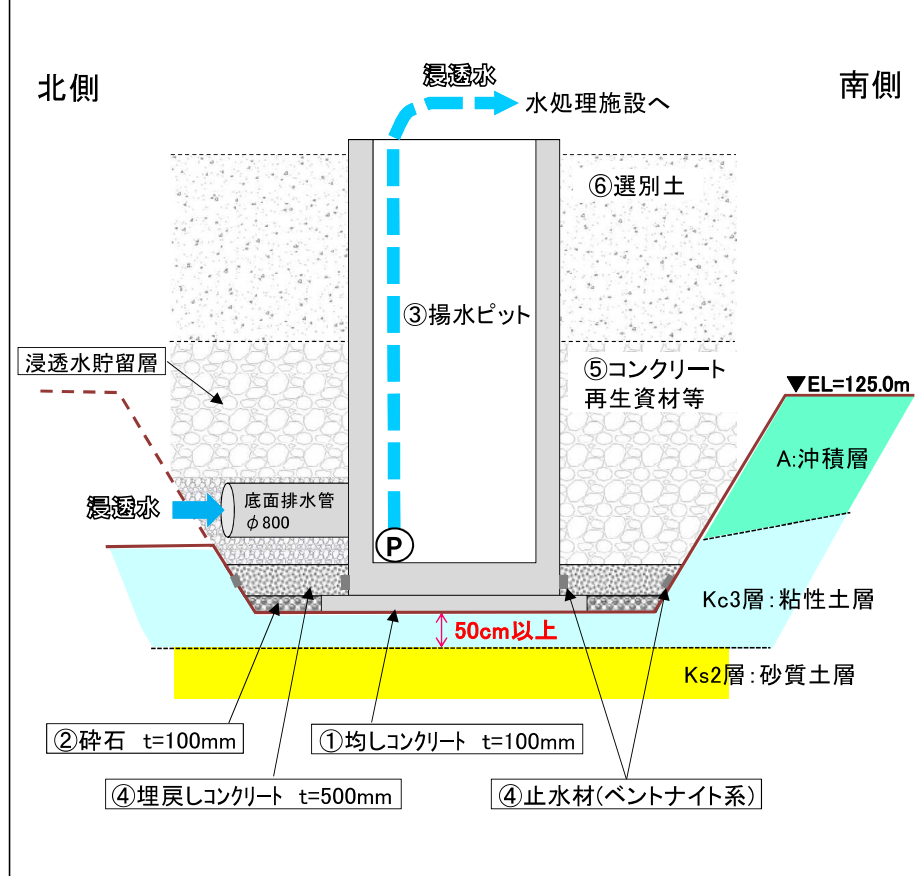 北側
浸透水
水処理施設へ
南側
⑥選別土
③揚水ピット
浸透水貯留層
⑤コンクリート
再生資材等
▼EL=125.0m
A:沖積層
浸透水
底面排水管
φ800
P
Kc3層:粘性土層
50cm以上
Ks2層:砂質土層
②砕石 t=100mm
①均しコンクリート t=100mm
④埋戻しコンクリート t=500mm
④止水材(ベントナイト系)